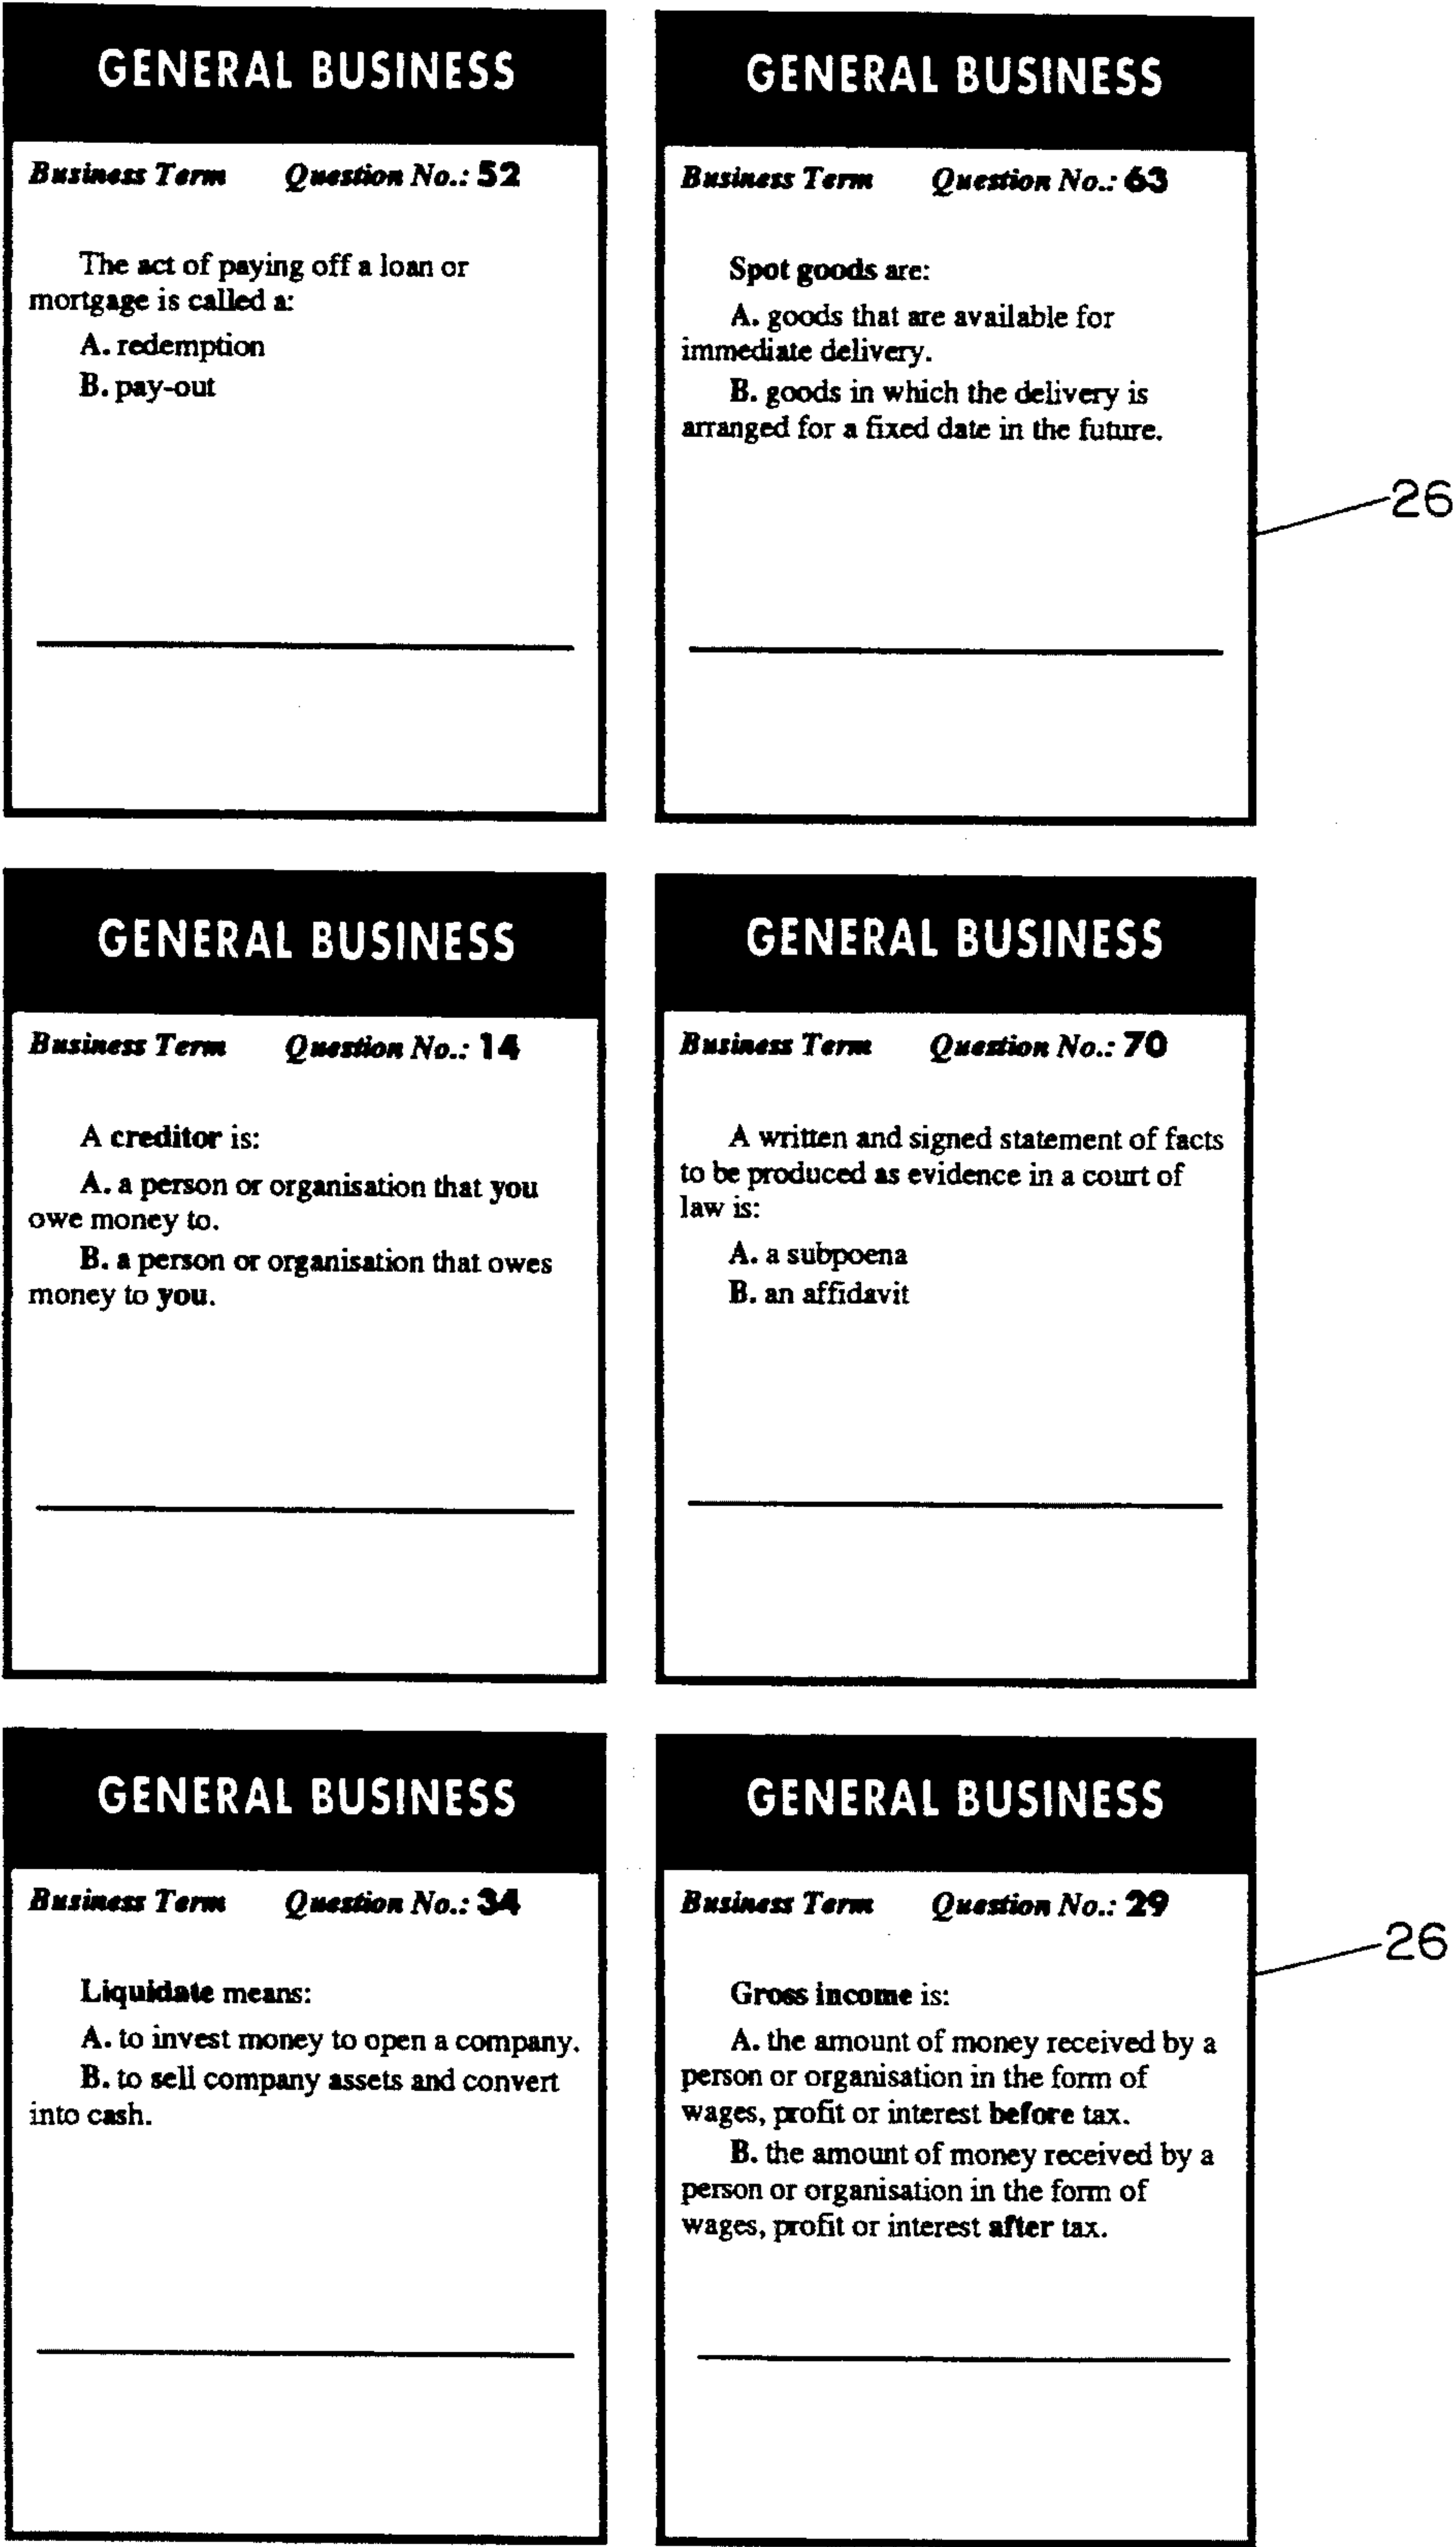 GENERAL BUSINESS
Business Term Question No.: 52
The act of paying off a loan or
mortgage is called a:
A. redemption
B. pay-out
GENERAL BUSINESS
Business Term Question No.: 63
Spot goods are:
A. goods that are available for
immediate delivery.
B. goods in which the delivery is
arranged for a fixed date in the future.
26
GENERAL BUSINESS
Business Term Question No.: 14
A creditor is:
A. a person or organisation that you
owe money to.
B. a person or organisation that owes
money to you.
GENERAL BUSINESS
Business Term Question No.: 70
A written and signed statement of facts
to be produced as evidence in a court of
law is:
A. a subpoena
B. an affidavit
GENERAL BUSINESS
Business Term Question No.: 34
Liquidate means:
A. to invest money to open a company.
B. to sell company assets and convert
into cash.
GENERAL BUSINESS
Business Term Question No.: 29
Gross income is:
A. the amount of money received by a
person or organisation in the form of
wages, profit or interest before tax.
B. the amount of money received by a
person or organisation in the form of
wages, profit or interest after tax.
26